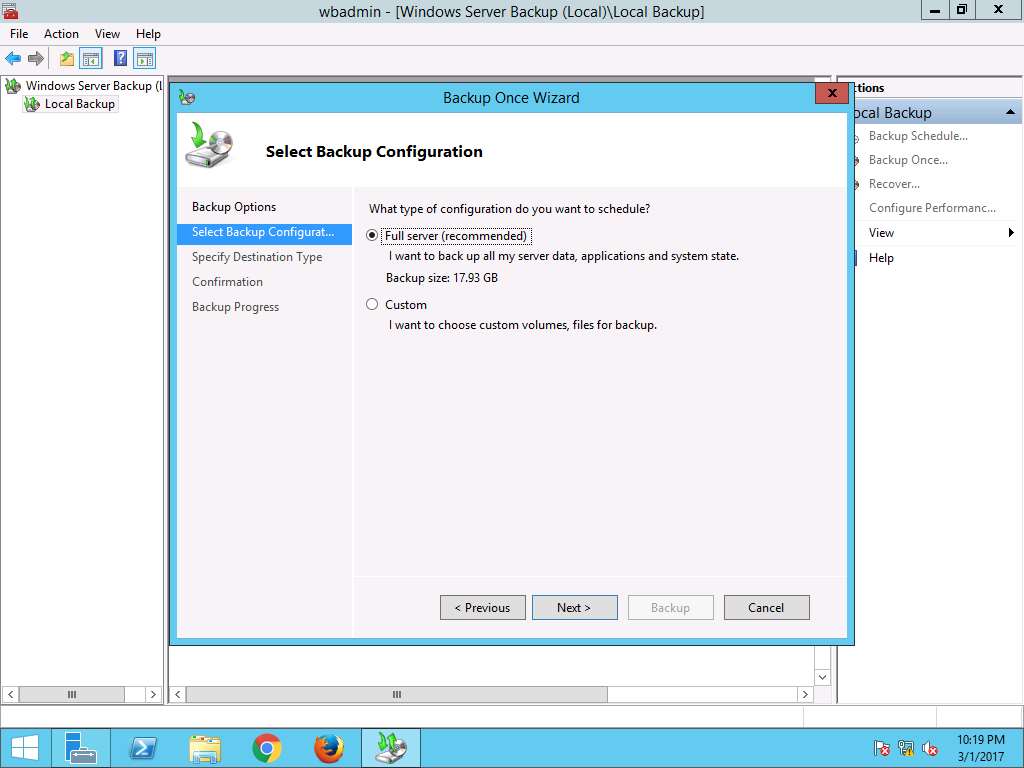 wbadmin - [Windows Server Backup (Local)\Local Backup]
File Action View Help
Windows Server Backup (L
Local Backup
Backup Once Wizard
Select Backup Configuration
Backup Options
Select Backup Configurat...
Specify Destination Type
Confirmation
Backup Progress
What type of configuration do you want to schedule?
Full server (recommended)
I want to back up all my server data, applications and system state.
Backup size: 17.93 GB
Custom
I want to choose custom volumes, files for backup.
< Previous
Next >
Backup
Cancel
ctions
ocal Backup
Backup Schedule...
Backup Once...
Recover...
Configure Performanc...
View
Help
10:19 PM
3/1/2017